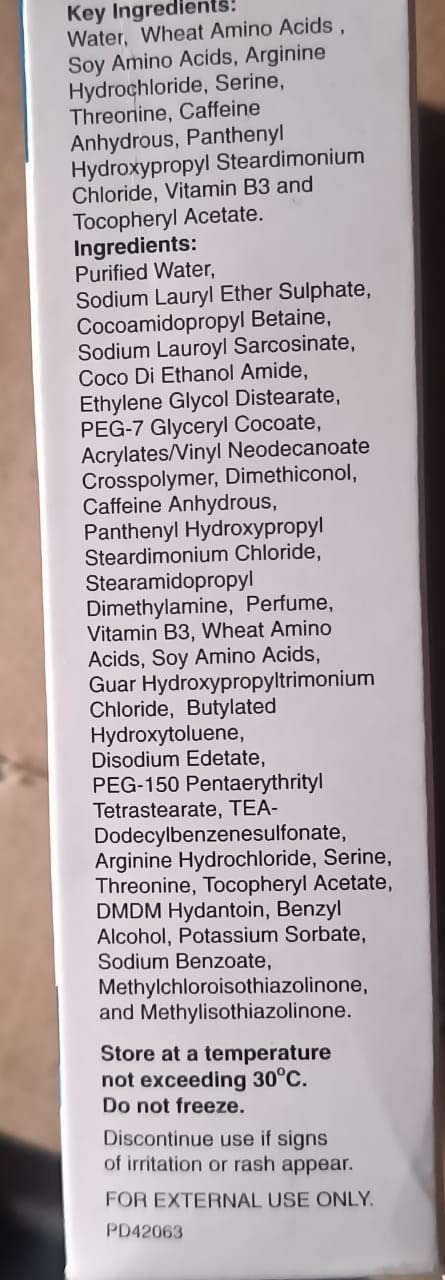 Key Ingredients:
Water, Wheat Amino Acids ,
Soy Amino Acids, Arginine
Hydrochloride, Serine,
Threonine, Caffeine
Anhydrous, Panthenyl
Hydroxypropyl Steardimonium
Chloride, Vitamin B3 and
Tocopheryl Acetate.
Ingredients:
Purified Water,
Sodium Lauryl Ether Sulphate,
Cocoamidopropyl Betaine,
Sodium Lauroyl Sarcosinate,
Coco Di Ethanol Amide,
Ethylene Glycol Distearate,
PEG-7 Glyceryl Cocoate,
Acrylates/Vinyl Neodecanoate
Crosspolymer, Dimethiconol,
Caffeine Anhydrous,
Panthenyl Hydroxypropyl
Steardimonium Chloride,
Stearamidopropyl
Dimethylamine, Perfume,
Vitamin B3, Wheat Amino
Acids, Soy Amino Acids,
Guar Hydroxypropyltrimonium
Chloride, Butylated
Hydroxytoluene,
Disodium Edetate,
PEG-150 Pentaerythrityl
Tetrastearate, TEA-
Dodecylbenzenesulfonate,
Arginine Hydrochloride, Serine,
Threonine, Tocopheryl Acetate,
DMDM Hydantoin, Benzyl
Alcohol, Potassium Sorbate,
Sodium Benzoate,
Methylchloroisothiazolinone,
and Methylisothiazolinone.
Store at a temperature
not exceeding 30°C.
Do not freeze.
Discontinue use if signs
of irritation or rash appear.
FOR EXTERNAL USE ONLY.
PD42063